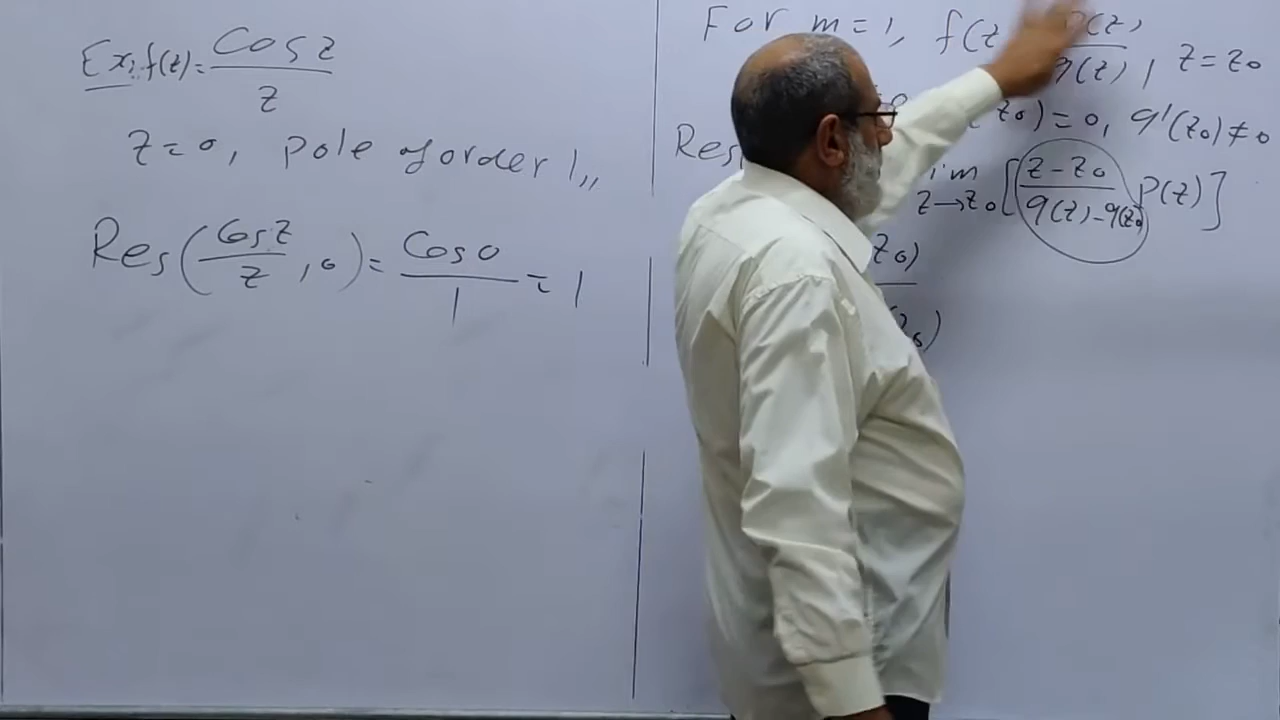 Ex: f(z) = Cos z / z
z = 0, pole of order 1,,
Res(Cos z / z , 0) = Cos 0 / 1 = 1
For m = 1, f(z P(z) / q(z) , z = z0
z0) = 0, q'(z0) ≠ 0
Res im z→z0 [ z - z0 / q(z) - q(z0) P(z) ]
z0)
z0)